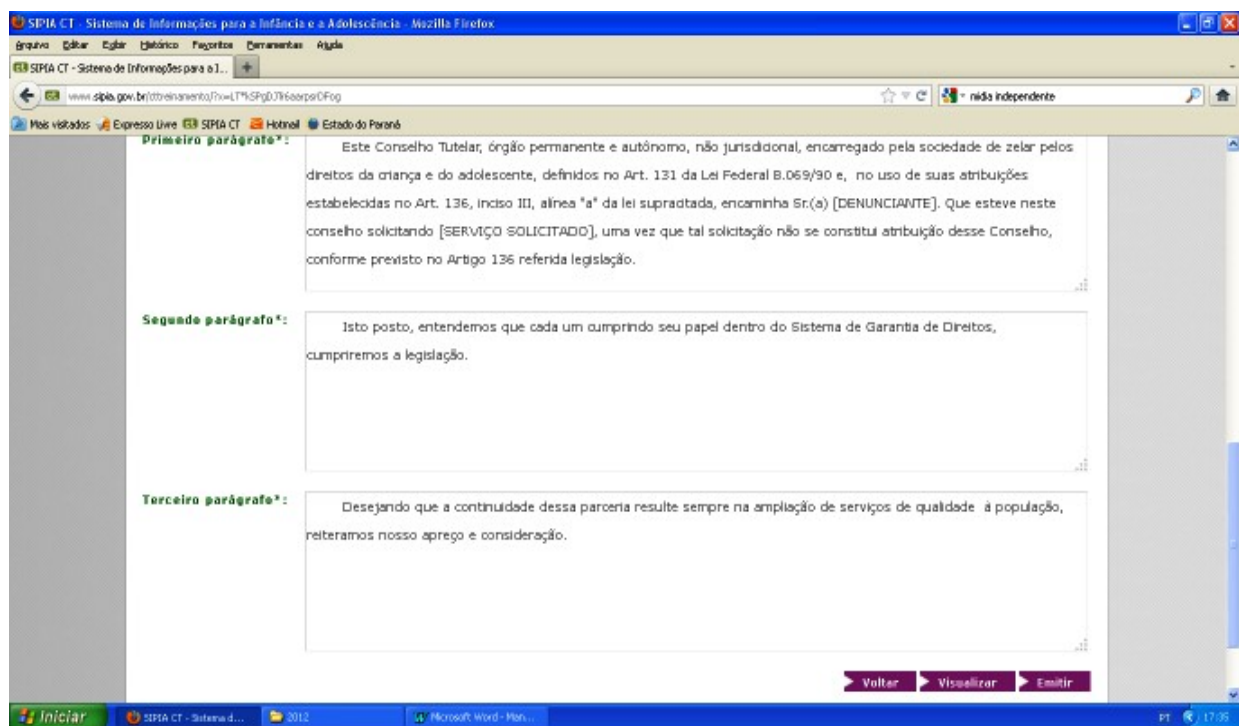 SIPIA CT - Sistema de Informações para a Infância e a Adolescência - Mozilla Firefox
Arquivo Editar Exibir Histórico Favoritos Ferramentas Ajuda
SIPIA CT - Sistema de Informações para a I... +
www.sipia.gov.br
mídia independente
Mais visitados Expresso Livre SIPIA CT Hotmail Estado do Paraná
Primeiro parágrafo*:
Este Conselho Tutelar, órgão permanente e autônomo, não jurisdicional, encarregado pela sociedade de zelar pelos
direitos da criança e do adolescente, definidos no Art. 131 da Lei Federal 8.069/90 e, no uso de suas atribuições
estabelecidas no Art. 136, inciso III, alínea "a" da lei supracitada, encaminha Sr.(a) [DENUNCIANTE]. Que esteve neste
conselho solicitando [SERVIÇO SOLICITADO], uma vez que tal solicitação não se constitui atribuição desse Conselho,
conforme previsto no Artigo 136 referida legislação.
Segundo parágrafo*:
Isto posto, entendemos que cada um cumprindo seu papel dentro do Sistema de Garantia de Direitos,
cumpriremos a legislação.
Terceiro parágrafo*:
Desejando que a continuidade dessa parceria resulte sempre na ampliação de serviços de qualidade à população,
reiteramos nosso apreço e consideração.
Voltar Visualizar Emitir
Iniciar SIPIA CT - Sistema d... 2012 Microsoft Word - Man... PT 17:35